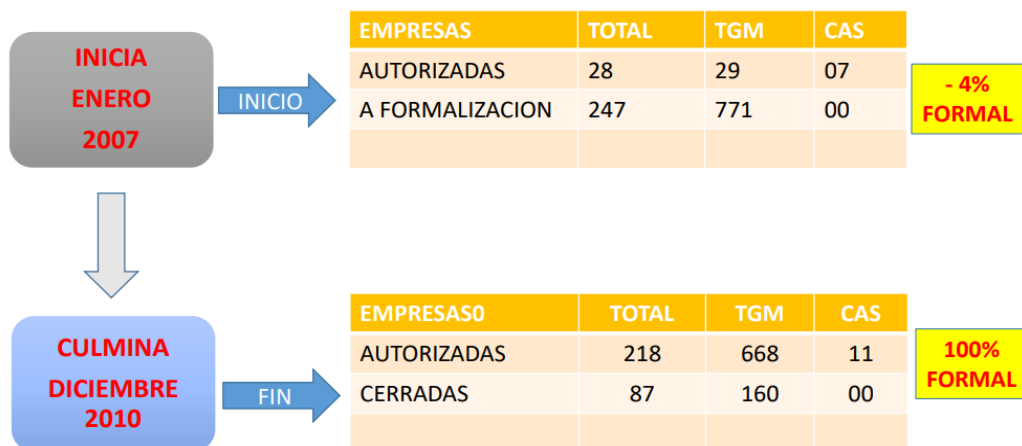 INICIA
ENERO
2007
INICIO
EMPRESAS TOTAL TGM CAS
AUTORIZADAS 28 29 07
A FORMALIZACION 247 771 00
- 4%
FORMAL
CULMINA
DICIEMBRE
2010
FIN
EMPRESAS0 TOTAL TGM CAS
AUTORIZADAS 218 668 11
CERRADAS 87 160 00
100%
FORMAL